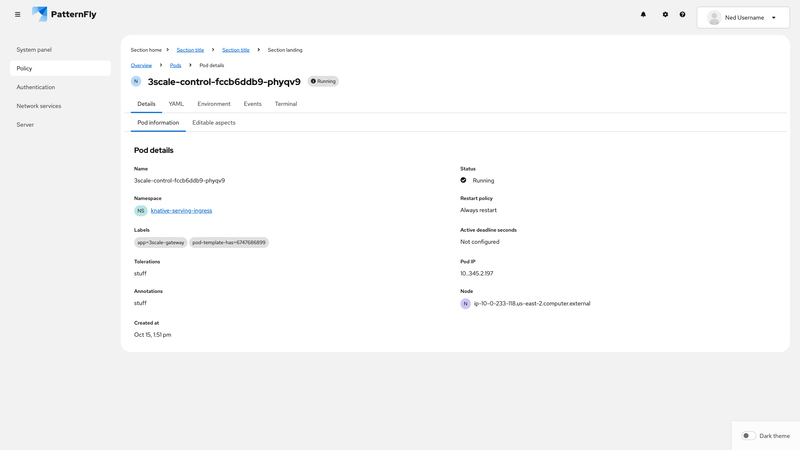 PatternFly
Ned Username
System panel
Policy
Authentication
Network services
Server
Section home
Section title
Section title
Section landing
Overview
Pods
Pod details
N
3scale-control-fccb6ddb9-phyqv9
Running
Details
YAML
Environment
Events
Terminal
Pod information
Editable aspects
Pod details
Name
3scale-control-fccb6ddb9-phyqv9
Namespace
NS
knative-serving-ingress
Labels
app=3scale-gateway
pod-template-has=6747686899
Tolerations
stuff
Annotations
stuff
Created at
Oct 15, 1:51 pm
Status
Running
Restart policy
Always restart
Active deadline seconds
Not configured
Pod IP
10..345.2.197
Node
N
ip-10-0-233-118.us-east-2.computer.external
Dark theme